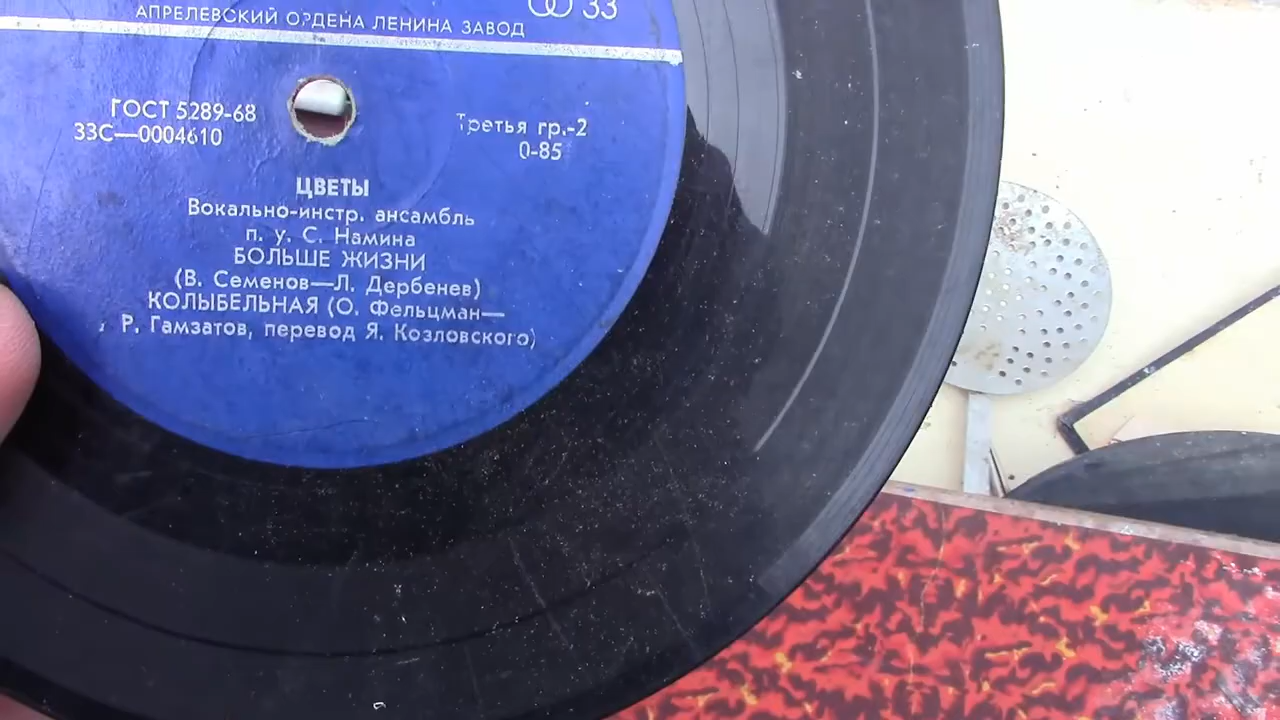 АПРЕЛЕВСКИЙ ОРДЕНА ЛЕНИНА ЗАВОД
33
ГОСТ 5289-68
33С—0004610
Третья гр.-2
0-85
ЦВЕТЫ
Вокально-инстр. ансамбль
п. у. С. Намина
БОЛЬШЕ ЖИЗНИ
(В. Семенов—Л. Дербенев)
КОЛЫБЕЛЬНАЯ (О. Фельцман—
Р. Гамзатов, перевод Я. Козловского)